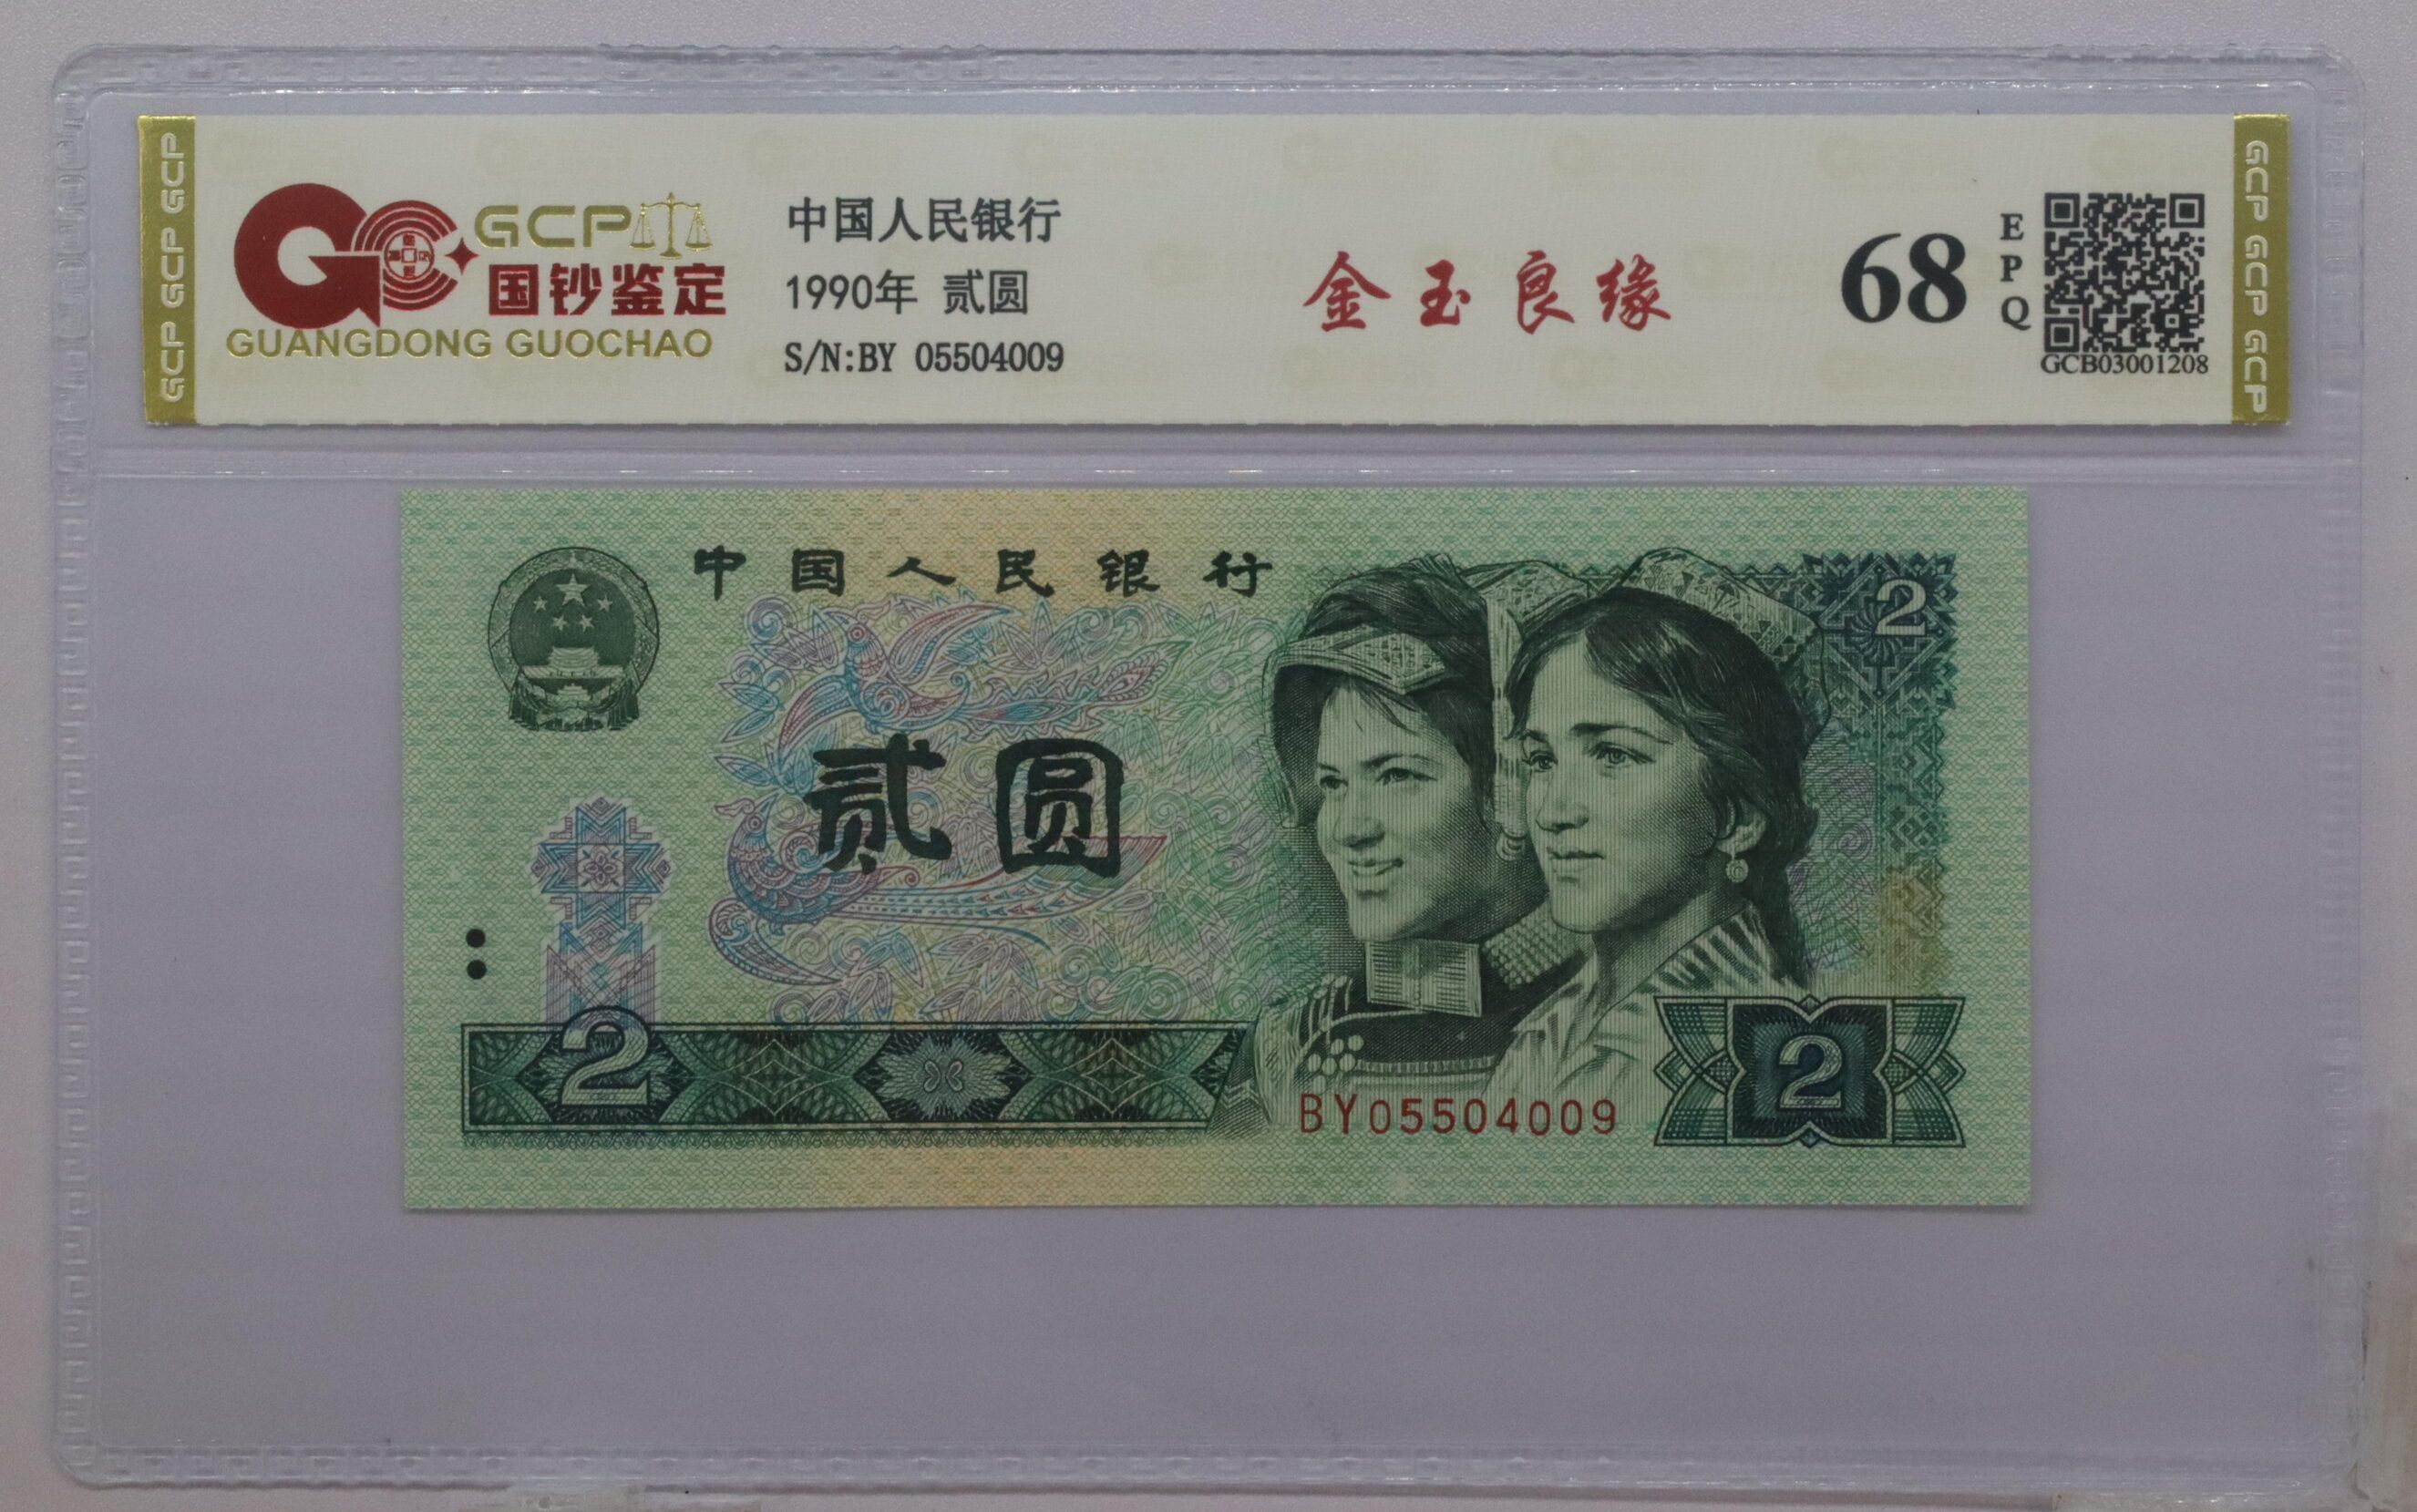 GCP GCP GCP
GCP
国钞鉴定
GUANGDONG GUOCHAO
中国人民银行
1990年 贰圆
S/N:BY 05504009
金玉良缘
68
EPQ
GCB03001208
GCP GCP GCP
中国人民银行
2
贰圆
2
BY05504009
2